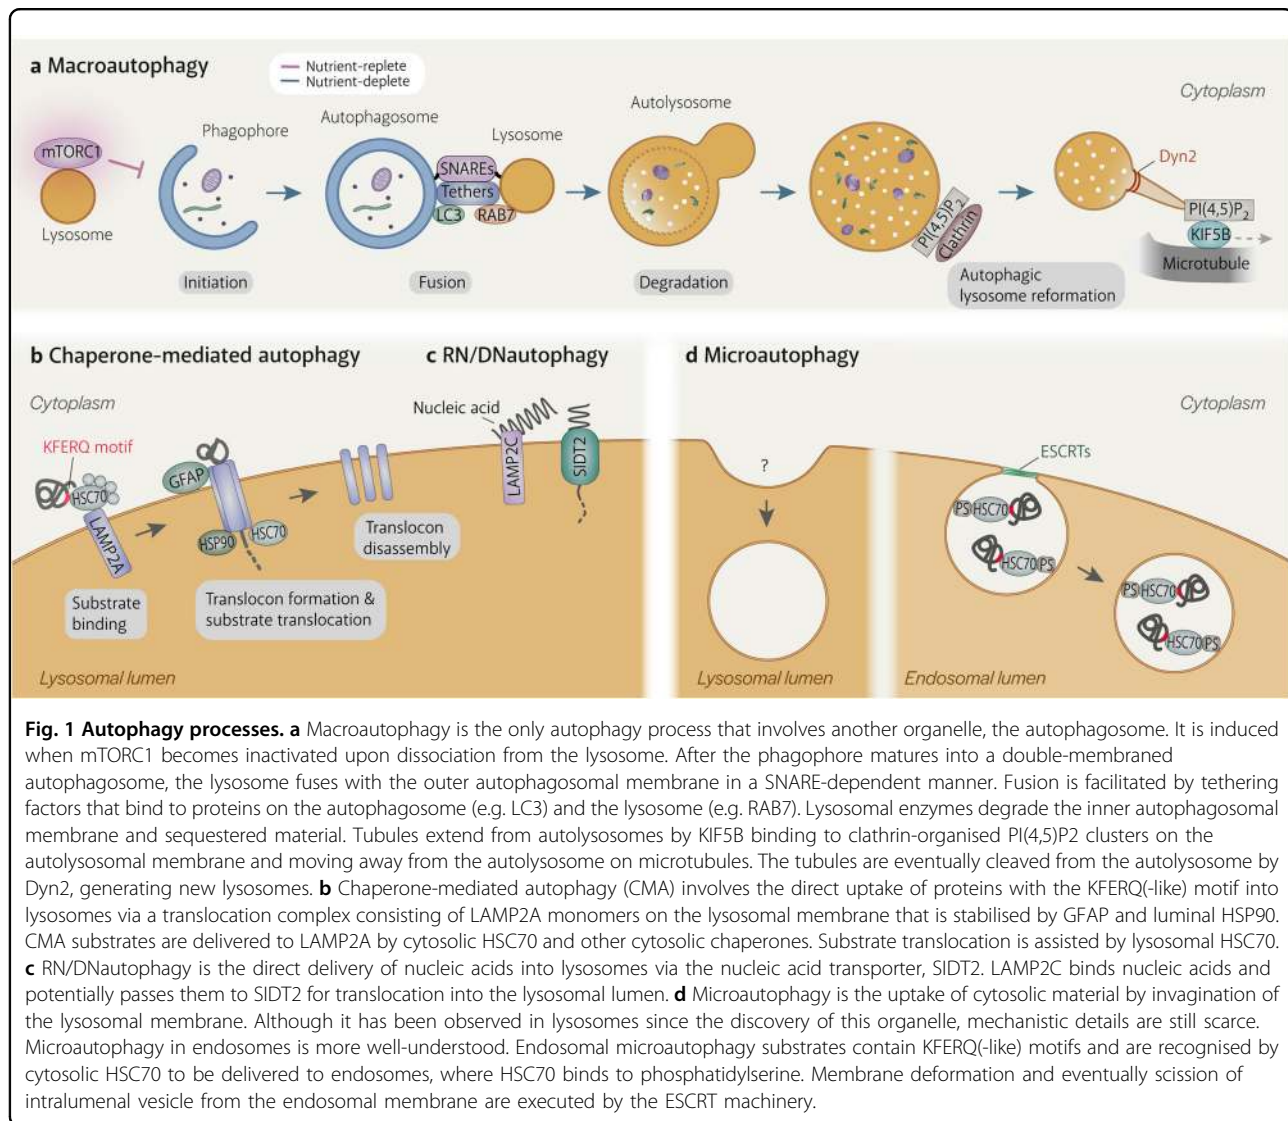 a Macroautophagy
Nutrient-replete
Nutrient-deplete
Cytoplasm
mTORC1
Lysosome
Phagophore
Initiation
Autophagosome
Lysosome
SNAREs
Tethers
LC3
RAB7
Fusion
Autolysosome
Degradation
PI(4,5)P2
Clathrin
Autophagic
lysosome reformation
Dyn2
PI(4,5)P2
KIF5B
Microtubule
b Chaperone-mediated autophagy
Cytoplasm
KFERQ motif
HSC70
LAMP2A
Substrate
binding
GFAP
HSP90
HSC70
Translocon formation &
substrate translocation
Translocon
disassembly
Lysosomal lumen
c RN/DNautophagy
Nucleic acid
LAMP2C
SIDT2
d Microautophagy
Cytoplasm
?
Lysosomal lumen
ESCRTs
PS HSC70
HSC70 PS
PS HSC70
HSC70 PS
Endosomal lumen
Fig. 1 Autophagy processes. a Macroautophagy is the only autophagy process that involves another organelle, the autophagosome. It is induced
when mTORC1 becomes inactivated upon dissociation from the lysosome. After the phagophore matures into a double-membraned
autophagosome, the lysosome fuses with the outer autophagosomal membrane in a SNARE-dependent manner. Fusion is facilitated by tethering
factors that bind to proteins on the autophagosome (e.g. LC3) and the lysosome (e.g. RAB7). Lysosomal enzymes degrade the inner autophagosomal
membrane and sequestered material. Tubules extend from autolysosomes by KIF5B binding to clathrin-organised PI(4,5)P2 clusters on the
autolysosomal membrane and moving away from the autolysosome on microtubules. The tubules are eventually cleaved from the autolysosome by
Dyn2, generating new lysosomes. b Chaperone-mediated autophagy (CMA) involves the direct uptake of proteins with the KFERQ(-like) motif into
lysosomes via a translocation complex consisting of LAMP2A monomers on the lysosomal membrane that is stabilised by GFAP and luminal HSP90.
CMA substrates are delivered to LAMP2A by cytosolic HSC70 and other cytosolic chaperones. Substrate translocation is assisted by lysosomal HSC70.
c RN/DNautophagy is the direct delivery of nucleic acids into lysosomes via the nucleic acid transporter, SIDT2. LAMP2C binds nucleic acids and
potentially passes them to SIDT2 for translocation into the lysosomal lumen. d Microautophagy is the uptake of cytosolic material by invagination of
the lysosomal membrane. Although it has been observed in lysosomes since the discovery of this organelle, mechanistic details are still scarce.
Microautophagy in endosomes is more well-understood. Endosomal microautophagy substrates contain KFERQ(-like) motifs and are recognised by
cytosolic HSC70 to be delivered to endosomes, where HSC70 binds to phosphatidylserine. Membrane deformation and eventually scission of
intralumenal vesicle from the endosomal membrane are executed by the ESCRT machinery.